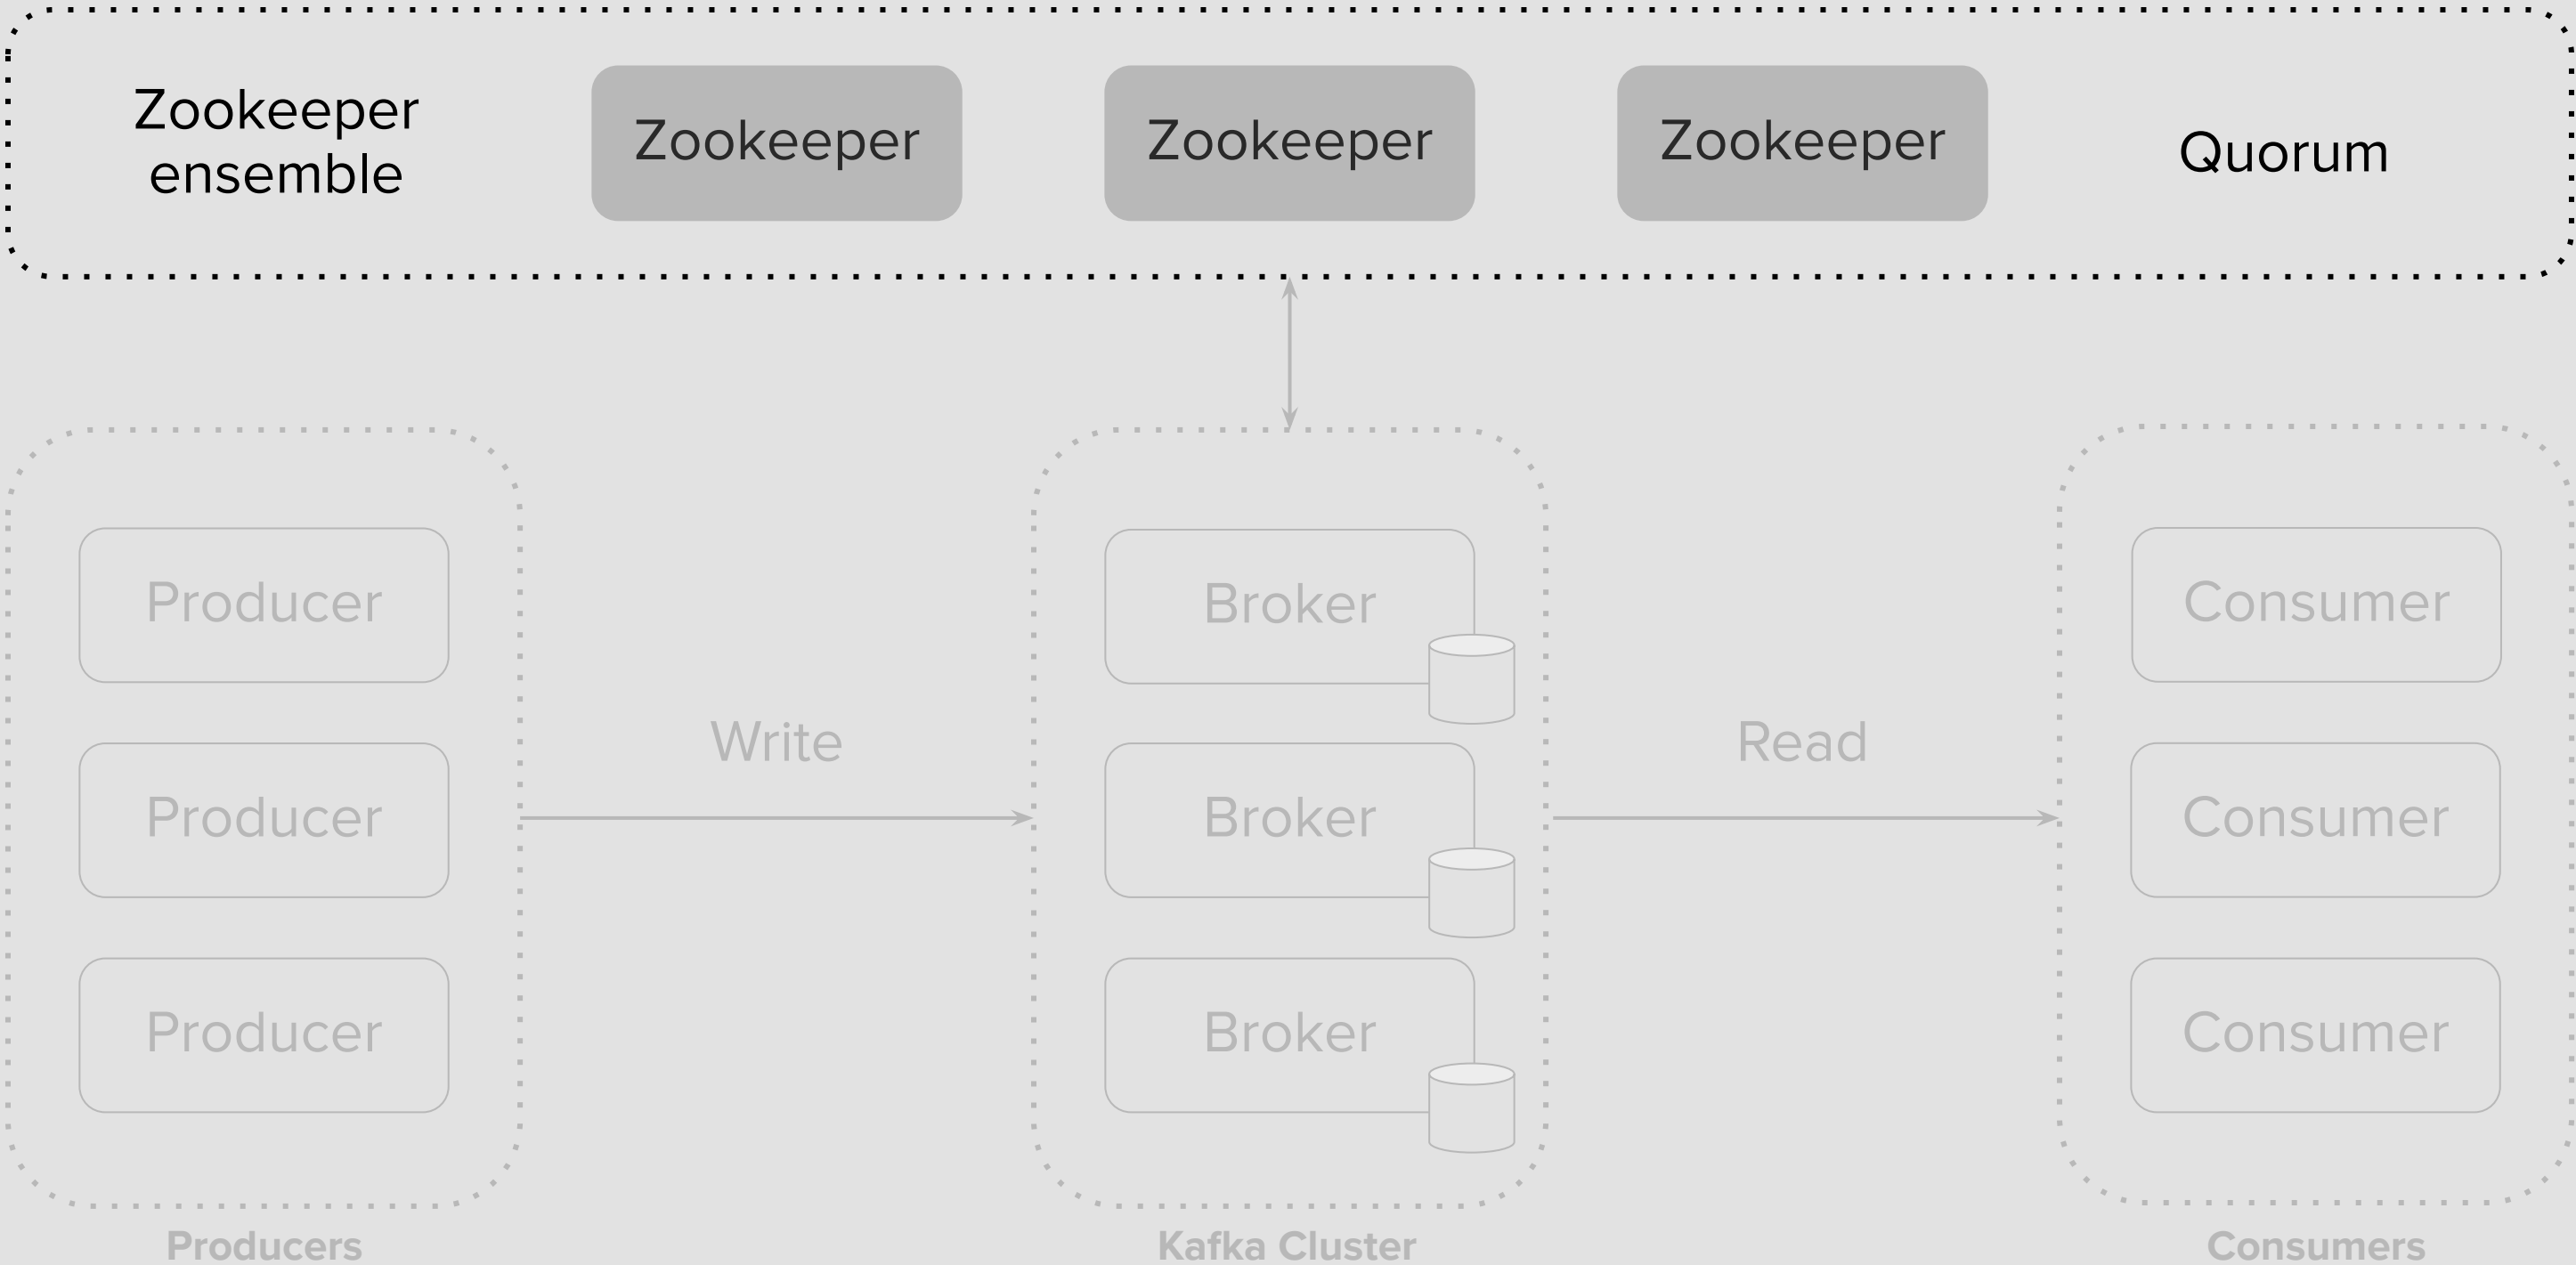 Zookeeper
ensemble
Zookeeper
Zookeeper
Zookeeper
Quorum
Producer
Producer
Producer
Producers
Write
Broker
Broker
Broker
Kafka Cluster
Read
Consumer
Consumer
Consumer
Consumers